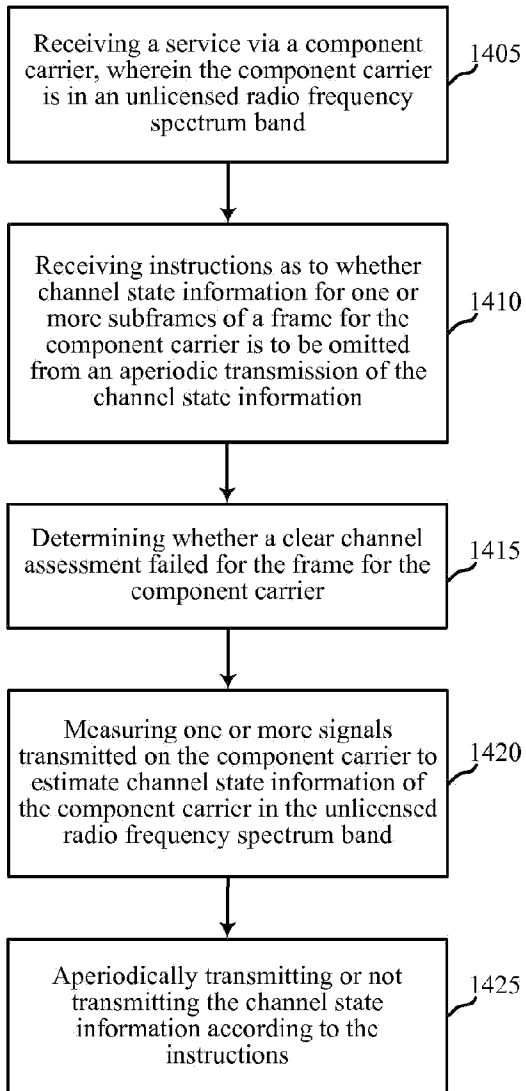 Receiving a service via a component
carrier, wherein the component carrier
is in an unlicensed radio frequency
spectrum band
1405
Receiving instructions as to whether
channel state information for one or
more subframes of a frame for the
component carrier is to be omitted
from an aperiodic transmission of the
channel state information
1410
Determining whether a clear channel
assessment failed for the frame for the
component carrier
1415
Measuring one or more signals
transmitted on the component carrier to
estimate channel state information of
the component carrier in the unlicensed
radio frequency spectrum band
1420
Aperiodically transmitting or not
transmitting the channel state
information according to the
instructions
1425